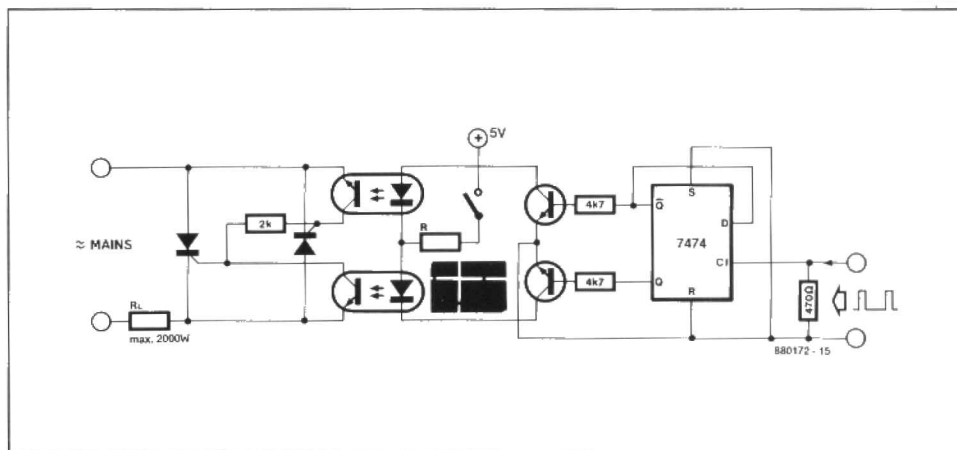 5V
2k
R
4k7
4k7
≈ MAINS
RL
max. 2000W
S
Q̅
D
7474
Cl
Q
R
470Ω
880172 - 15